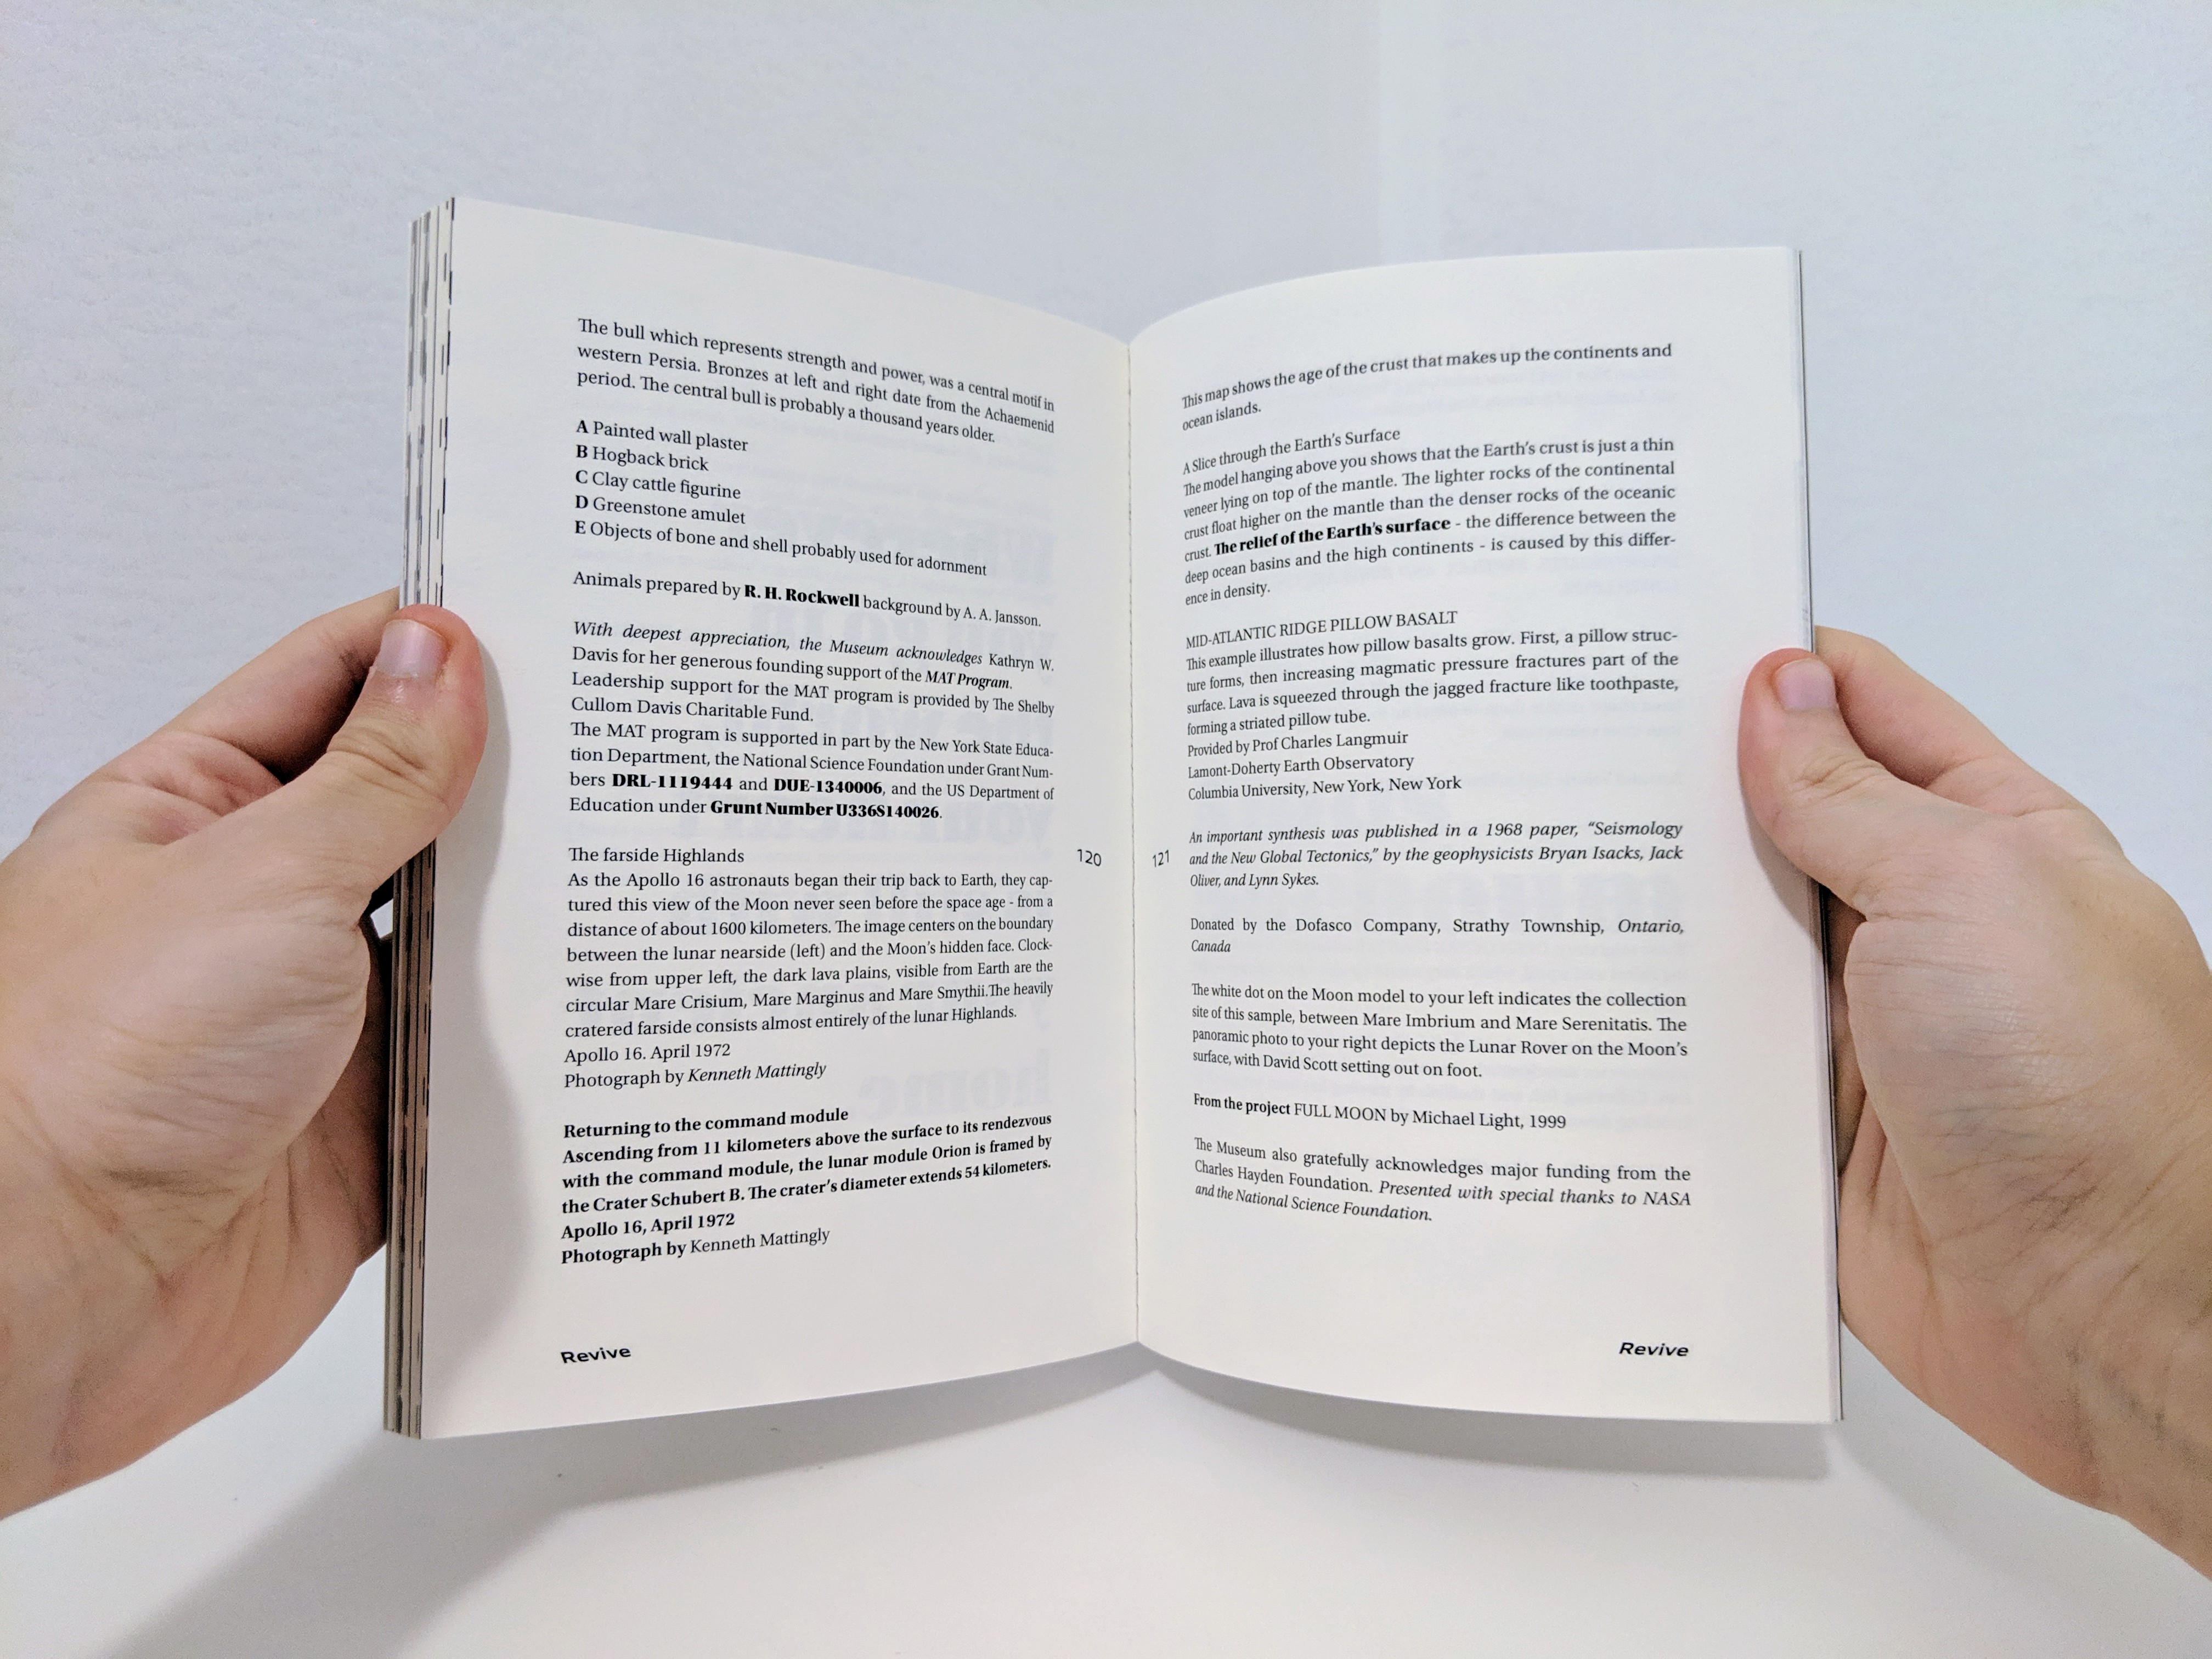 The bull which represents strength and power, was a central motif in
western Persia. Bronzes at left and right date from the Achaemenid
period. The central bull is probably a thousand years older.
A Painted wall plaster
B Hogback brick
C Clay cattle figurine
D Greenstone amulet
E Objects of bone and shell probably used for adornment
Animals prepared by R. H. Rockwell background by A. A. Jansson.
With deepest appreciation, the Museum acknowledges Kathryn W.
Davis for her generous founding support of the MAT Program.
Leadership support for the MAT program is provided by The Shelby
Cullom Davis Charitable Fund.
The MAT program is supported in part by the New York State Educa-
tion Department, the National Science Foundation under Grant Num-
bers DRL-1119444 and DUE-1340006, and the US Department of
Education under Grunt Number U336S140026.
The farside Highlands
As the Apollo 16 astronauts began their trip back to Earth, they cap-
tured this view of the Moon never seen before the space age - from a
distance of about 1600 kilometers. The image centers on the boundary
between the lunar nearside (left) and the Moon's hidden face. Clock-
wise from upper left, the dark lava plains, visible from Earth are the
circular Mare Crisium, Mare Marginus and Mare Smythii.The heavily
cratered farside consists almost entirely of the lunar Highlands.
Apollo 16. April 1972
Photograph by Kenneth Mattingly
Returning to the command module
Ascending from 11 kilometers above the surface to its rendezvous
with the command module, the lunar module Orion is framed by
the Crater Schubert B. The crater's diameter extends 54 kilometers.
Apollo 16, April 1972
Photograph by Kenneth Mattingly
120
Revive
This map shows the age of the crust that makes up the continents and
ocean islands.
A Slice through the Earth's Surface
The model hanging above you shows that the Earth's crust is just a thin
veneer lying on top of the mantle. The lighter rocks of the continental
crust float higher on the mantle than the denser rocks of the oceanic
crust. The relief of the Earth's surface - the difference between the
deep ocean basins and the high continents - is caused by this differ-
ence in density.
MID-ATLANTIC RIDGE PILLOW BASALT
This example illustrates how pillow basalts grow. First, a pillow struc-
ture forms, then increasing magmatic pressure fractures part of the
surface. Lava is squeezed through the jagged fracture like toothpaste,
forming a striated pillow tube.
Provided by Prof Charles Langmuir
Lamont-Doherty Earth Observatory
Columbia University, New York, New York
121
An important synthesis was published in a 1968 paper, “Seismology
and the New Global Tectonics,” by the geophysicists Bryan Isacks, Jack
Oliver, and Lynn Sykes.
Donated by the Dofasco Company, Strathy Township, Ontario,
Canada
The white dot on the Moon model to your left indicates the collection
site of this sample, between Mare Imbrium and Mare Serenitatis. The
panoramic photo to your right depicts the Lunar Rover on the Moon's
surface, with David Scott setting out on foot.
From the project FULL MOON by Michael Light, 1999
The Museum also gratefully acknowledges major funding from the
Charles Hayden Foundation. Presented with special thanks to NASA
and the National Science Foundation.
Revive